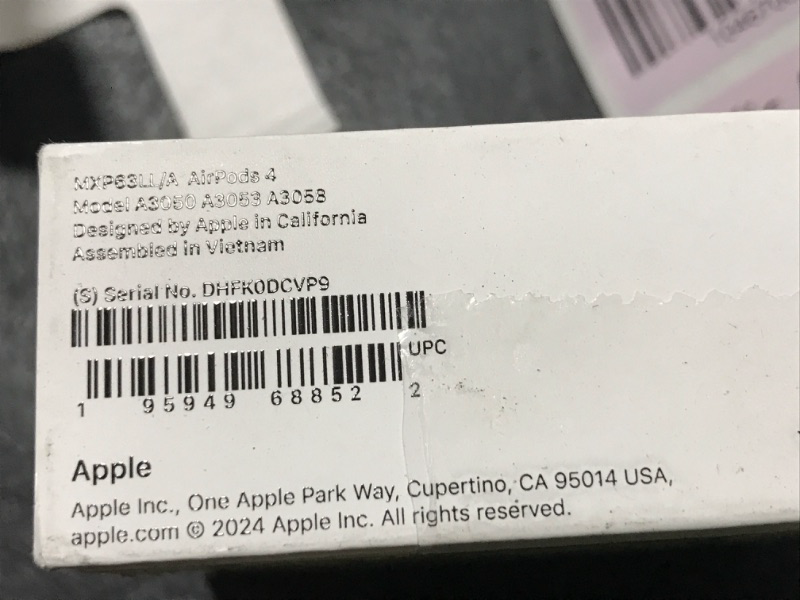 MXP63LL/A AirPods 4
Model A3050 A3053 A3058
Designed by Apple in California
Assembled in Vietnam
(S) Serial No. DHFK0DCVP9
UPC
1 95949 68852 2
Apple
Apple Inc., One Apple Park Way, Cupertino, CA 95014 USA,
apple.com © 2024 Apple Inc. All rights reserved.